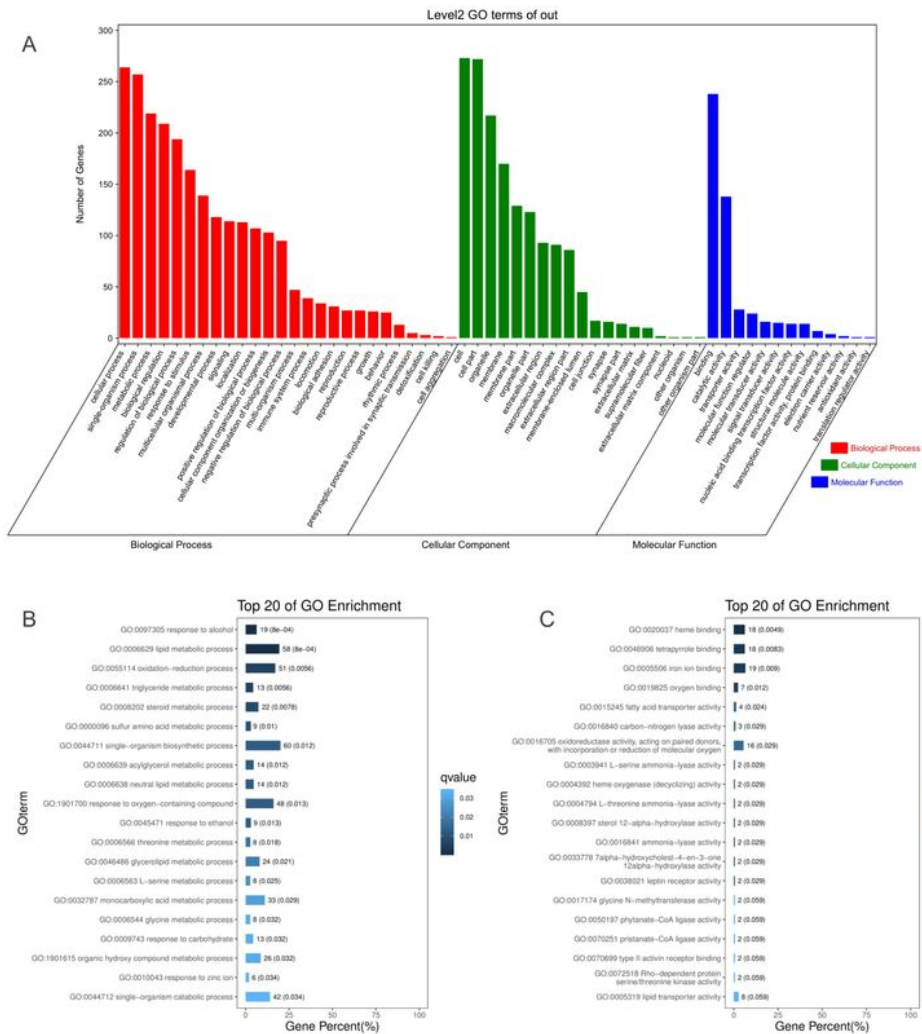 Level2 GO terms of out
A
Number of Genes
300
250
200
150
100
50
0
cellular process
single-organism process
metabolic process
biological regulation
regulation of biological process
response to stimulus
multicellular organismal process
developmental process
signaling
localization
positive regulation of biological process
cellular component organization or biogenesis
negative regulation of biological process
multi-organism process
immune system process
locomotion
biological adhesion
reproduction
reproductive process
growth
behavior
rhythmic process
presynaptic process involved in synaptic transmission
detoxification
cell killing
cell aggregation
cell
cell part
organelle
membrane
membrane part
organelle part
extracellular region
macromolecular complex
extracellular region part
membrane-enclosed lumen
cell junction
synapse
synapse part
extracellular matrix
supramolecular fiber
extracellular matrix component
nucleoid
other organism
other organism part
binding
catalytic activity
transporter activity
molecular function regulator
molecular transducer activity
signal transducer activity
nucleic acid binding transcription factor activity
structural molecule activity
transcription factor activity, protein binding
electron carrier activity
nutrient reservoir activity
antioxidant activity
translation regulator activity
Biological Process
Cellular Component
Molecular Function
Biological Process
Cellular Component
Molecular Function
B
Top 20 of GO Enrichment
GOterm
GO:0097305 response to alcohol 19 (8e−04)
GO:0006629 lipid metabolic process 58 (8e−04)
GO:0055114 oxidation−reduction process 51 (0.0056)
GO:0006641 triglyceride metabolic process 13 (0.0056)
GO:0008202 steroid metabolic process 22 (0.0078)
GO:0000096 sulfur amino acid metabolic process 9 (0.01)
GO:0044711 single−organism biosynthetic process 60 (0.012)
GO:0006639 acylglycerol metabolic process 14 (0.012)
GO:0006638 neutral lipid metabolic process 14 (0.012)
GO:1901700 response to oxygen−containing compound 48 (0.013)
GO:0045471 response to ethanol 9 (0.013)
GO:0006566 threonine metabolic process 8 (0.018)
GO:0046486 glycerolipid metabolic process 24 (0.021)
GO:0006563 L−serine metabolic process 8 (0.025)
GO:0032787 monocarboxylic acid metabolic process 33 (0.029)
GO:0006544 glycine metabolic process 8 (0.032)
GO:0009743 response to carbohydrate 13 (0.032)
GO:1901615 organic hydroxy compound metabolic process 26 (0.032)
GO:0010043 response to zinc ion 6 (0.034)
GO:0044712 single−organism catabolic process 42 (0.034)
0 25 50 75 100
Gene Percent(%)
qvalue
0.03
0.02
0.01
C
Top 20 of GO Enrichment
GOterm
GO:0020037 heme binding 18 (0.0049)
GO:0046906 tetrapyrrole binding 18 (0.0083)
GO:0005506 iron ion binding 19 (0.009)
GO:0019825 oxygen binding 7 (0.012)
GO:0015245 fatty acid transporter activity 4 (0.024)
GO:0016840 carbon−nitrogen lyase activity 3 (0.029)
GO:0016705 oxidoreductase activity, acting on paired donors,
with incorporation or reduction of molecular oxygen 16 (0.029)
GO:0003941 L−serine ammonia−lyase activity 2 (0.029)
GO:0004392 heme oxygenase (decyclizing) activity 2 (0.029)
GO:0004794 L−threonine ammonia−lyase activity 2 (0.029)
GO:0008397 sterol 12−alpha−hydroxylase activity 2 (0.029)
GO:0016841 ammonia−lyase activity 2 (0.029)
GO:0033778 7alpha−hydroxycholest−4−en−3−one
12alpha−hydroxylase activity 2 (0.029)
GO:0038021 leptin receptor activity 2 (0.029)
GO:0017174 glycine N−methyltransferase activity 2 (0.059)
GO:0050197 phytanate−CoA ligase activity 2 (0.059)
GO:0070251 pristanate−CoA ligase activity 2 (0.059)
GO:0070699 type II activin receptor binding 2 (0.059)
GO:0072518 Rho−dependent protein
serine/threonine kinase activity 2 (0.059)
GO:0005319 lipid transporter activity 8 (0.059)
0 25 50 75 100
Gene Percent(%)